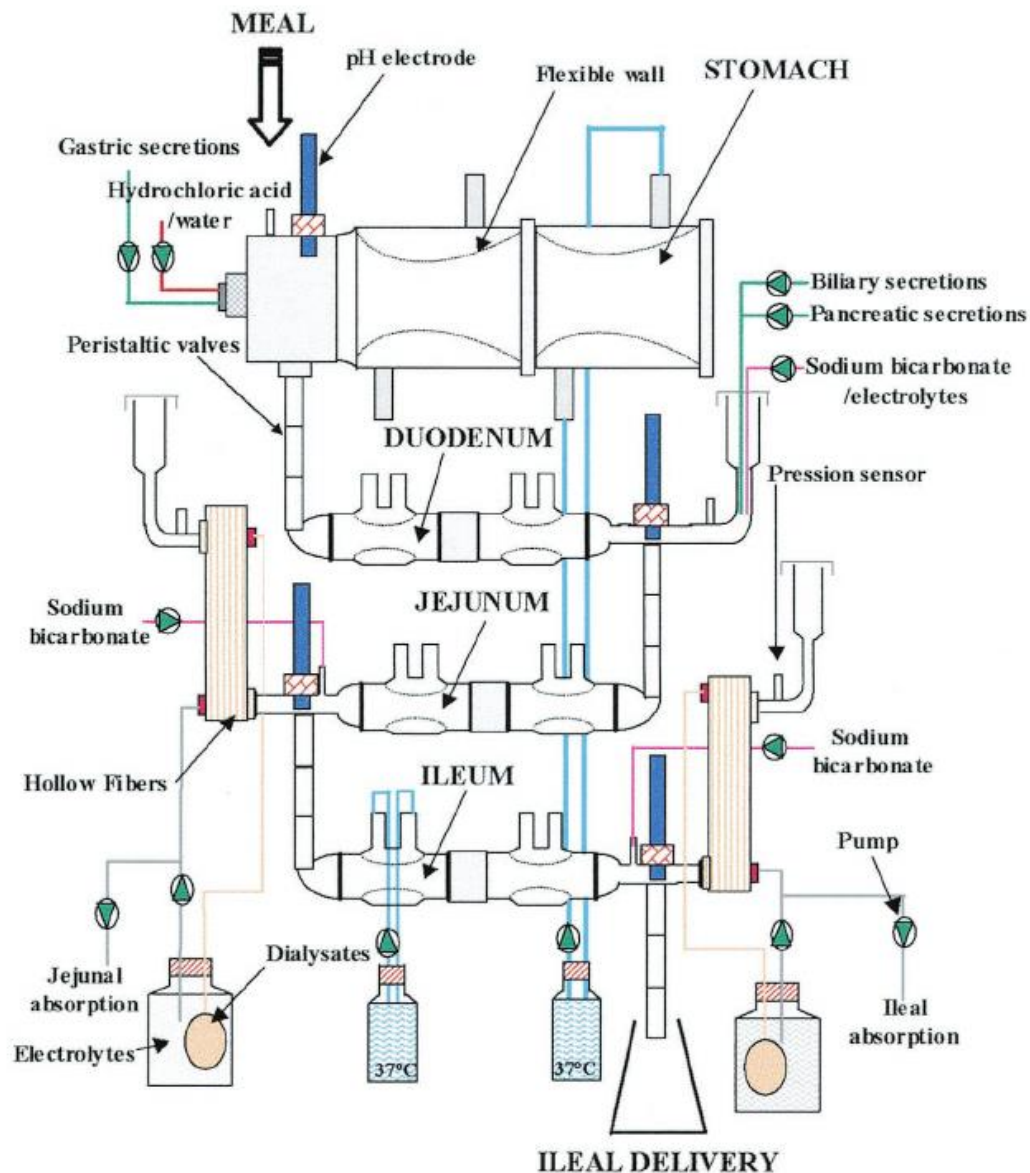 MEAL
pH electrode
Flexible wall
STOMACH
Gastric secretions
Hydrochloric acid
/water
Biliary secretions
Pancreatic secretions
Peristaltic valves
Sodium bicarbonate
/electrolytes
DUODENUM
Pression sensor
JEJUNUM
Sodium
bicarbonate
Sodium
bicarbonate
ILEUM
Hollow Fibers
Pump
Dialysates
Jejunal
absorption
Ileal
absorption
Electrolytes
37°C
37°C
ILEAL DELIVERY